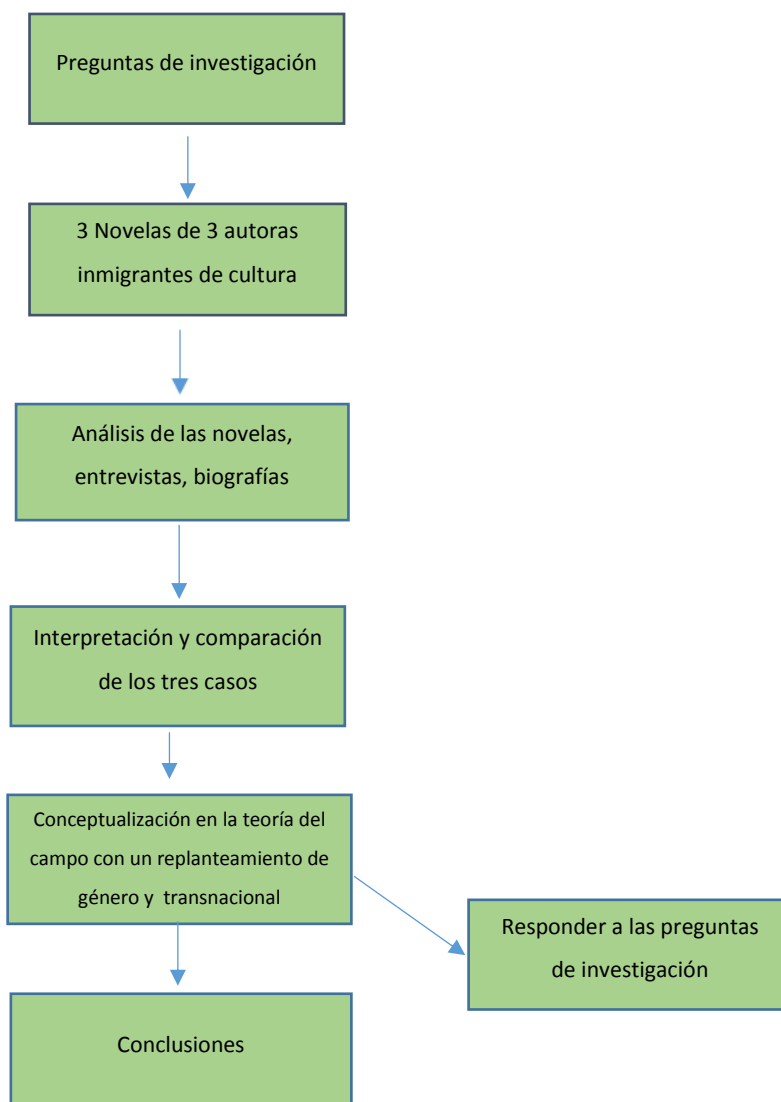 Preguntas de investigación
3 Novelas de 3 autoras
inmigrantes de cultura
Análisis de las novelas,
entrevistas, biografías
Interpretación y comparación
de los tres casos
Conceptualización en la teoría del
campo con un replanteamiento de
género y  transnacional
Responder a las preguntas
de investigación
Conclusiones